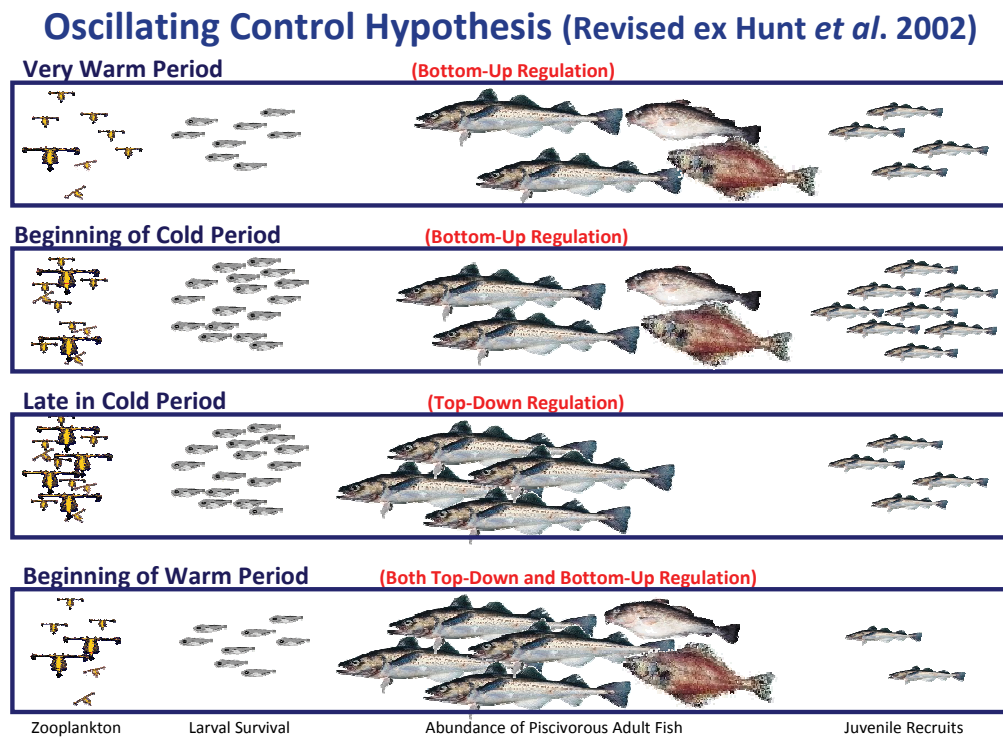 Oscillating Control Hypothesis (Revised ex Hunt et al. 2002)
Very Warm Period (Bottom-Up Regulation)
Beginning of Cold Period (Bottom-Up Regulation)
Late in Cold Period (Top-Down Regulation)
Beginning of Warm Period (Both Top-Down and Bottom-Up Regulation)
Zooplankton Larval Survival Abundance of Piscivorous Adult Fish Juvenile Recruits